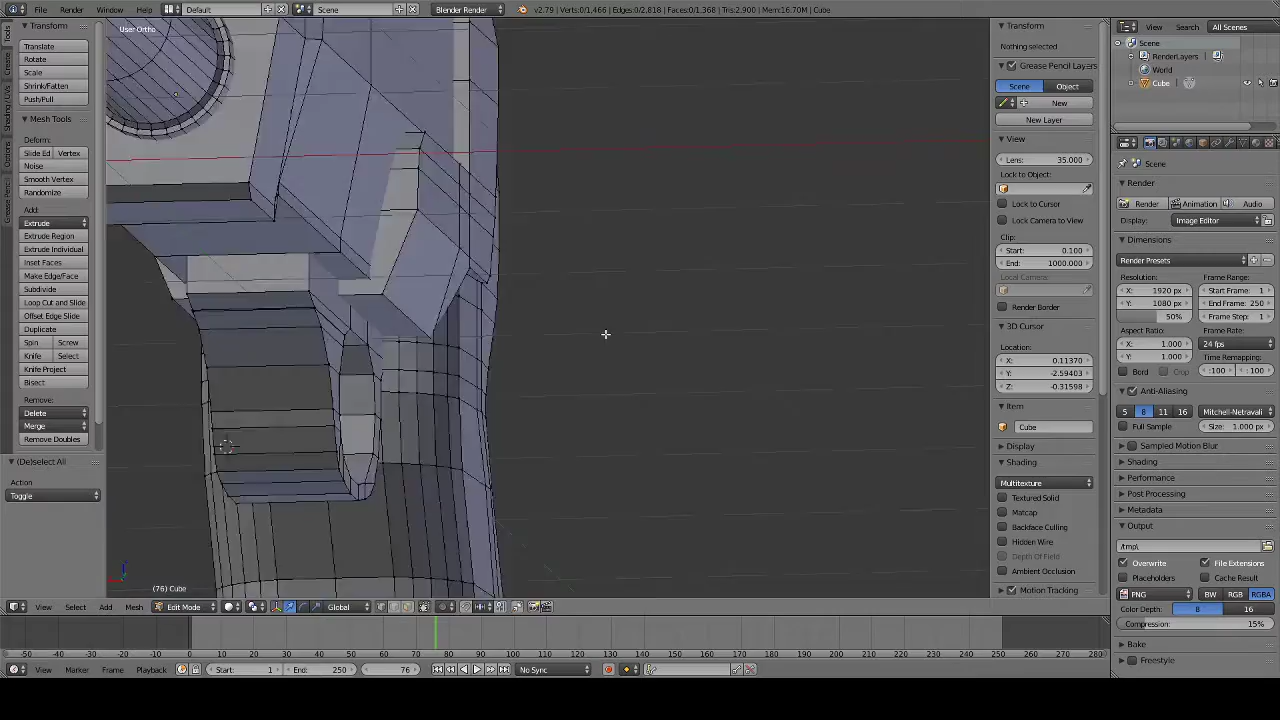 File Render Window Help Default Scene Blender Render v2.79 | Verts:0/1,466 | Edges:0/2,818 | Faces:0/1,368 | Tris:2,900 | Mem:16.70M | Cube
View Search All Scenes
Scene
RenderLayers
World
Cube
Tools
Create
Shading / UVs
Options
Grease Pencil
Transform
Translate
Rotate
Scale
Shrink/Fatten
Push/Pull
Mesh Tools
Deform:
Slide Ed Vertex
Noise
Smooth Vertex
Randomize
Add:
Extrude
Extrude Region
Extrude Individual
Inset Faces
Make Edge/Face
Subdivide
Loop Cut and Slide
Offset Edge Slide
Duplicate
Spin Screw
Knife Select
Knife Project
Bisect
Remove:
Delete
Merge
Remove Doubles
(De)select All
Action
Toggle
User Ortho
(76) Cube
Transform
Nothing selected
Grease Pencil Layers
Scene Object
New
New Layer
View
Lens: 35.000
Lock to Object:
Lock to Cursor
Lock Camera to View
Clip:
Start: 0.100
End: 1000.000
Local Camera:
Render Border
3D Cursor
Location:
X: 0.11370
Y: -2.59403
Z: -0.31598
Item
Cube
Display
Shading
Multitexture
Textured Solid
Matcap
Backface Culling
Hidden Wire
Depth Of Field
Ambient Occlusion
Motion Tracking
Scene
Render
Render Animation Audio
Display: Image Editor
Dimensions
Render Presets
Resolution: Frame Range:
X: 1920 px Start Frame: 1
Y: 1080 px End Frame: 250
50% Frame Step: 1
Aspect Ratio: Frame Rate:
X: 1.000 24 fps
Y: 1.000 Time Remapping:
Bord Crop :100 :100
Anti-Aliasing
5 8 11 16 Mitchell-Netravali
Full Sample Size: 1.000 px
Sampled Motion Blur
Shading
Performance
Post Processing
Metadata
Output
/tmp\
Overwrite File Extensions
Placeholders Cache Result
PNG BW RGB RGBA
Color Depth: 8 16
Compression: 15%
Bake
Freestyle
View Select Add Mesh Edit Mode Global
-50 -40 -30 -20 -10 0 10 20 30 40 50 60 70 80 90 100 110 120 130 140 150 160 170 180 190 200 210 220 230 240 250 260 270 280
View Marker Frame Playback Start: 1 End: 250 76 No Sync